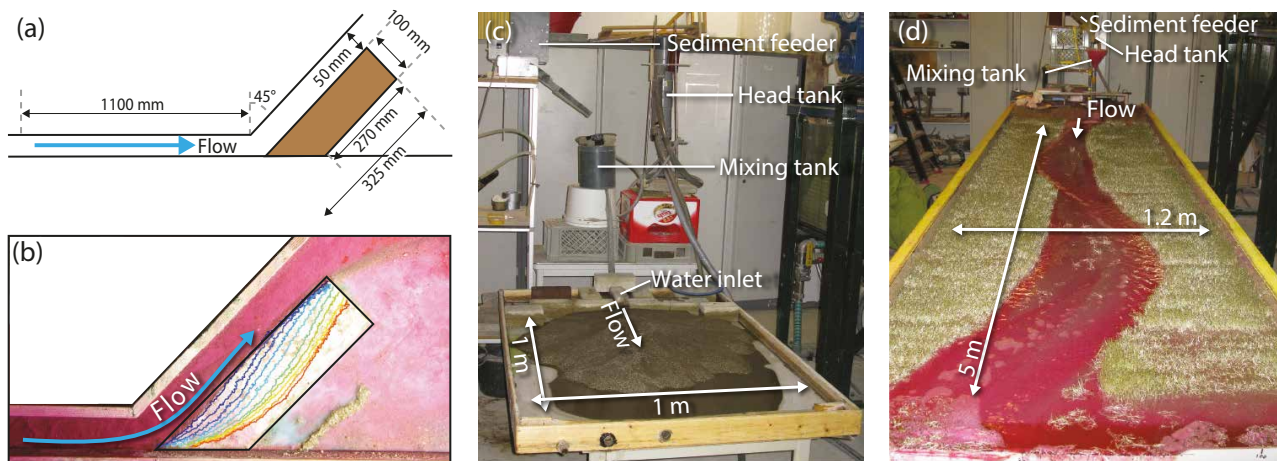 (a)
100 mm
50 mm
1100 mm
45°
Flow
270 mm
325 mm
(b)
Flow
(c)
Sediment feeder
Head tank
Mixing tank
Water inlet
Flow
1 m
1 m
(d)
Sediment feeder
Head tank
Mixing tank
Flow
1.2 m
5 m